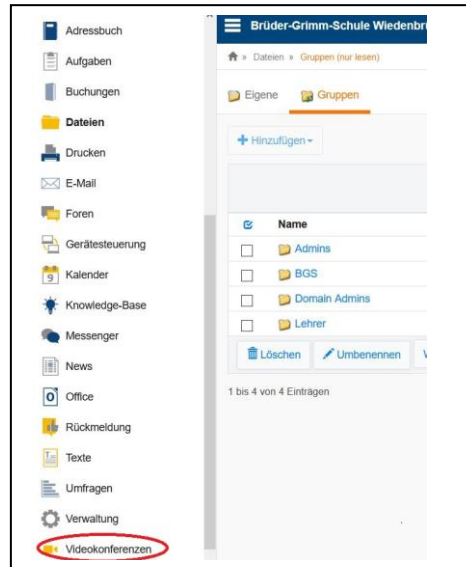 Adressbuch
Aufgaben
Buchungen
Dateien
Drucken
E-Mail
Foren
Gerätesteuerung
Kalender
Knowledge-Base
Messenger
News
Office
Rückmeldung
Texte
Umfragen
Verwaltung
Videokonferenzen
Brüder-Grimm-Schule
» Dateien » Gruppen (nur lesen)
Eigene Gruppen
+ Hinzufügen
Name
Admins
BGS
Domain Admins
Lehrer
Löschen Umbenennen
1 bis 4 von 4 Einträgen